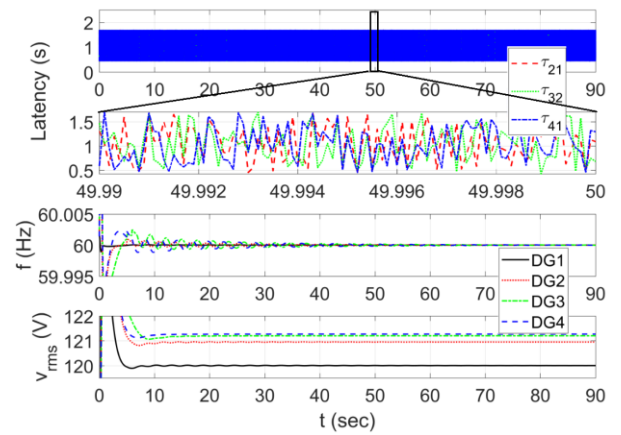 Latency (s)
2
1
0
0 10 20 30 40 50 60 70 80 90
τ21
τ32
τ41
1.5
1
0.5
49.99 49.992 49.994 49.996 49.998 50
f (Hz)
60.005
60
59.995
0 10 20 30 40 50 60 70 80 90
DG1
DG2
DG3
DG4
vrms (V)
122
121
120
0 10 20 30 40 50 60 70 80 90
t (sec)